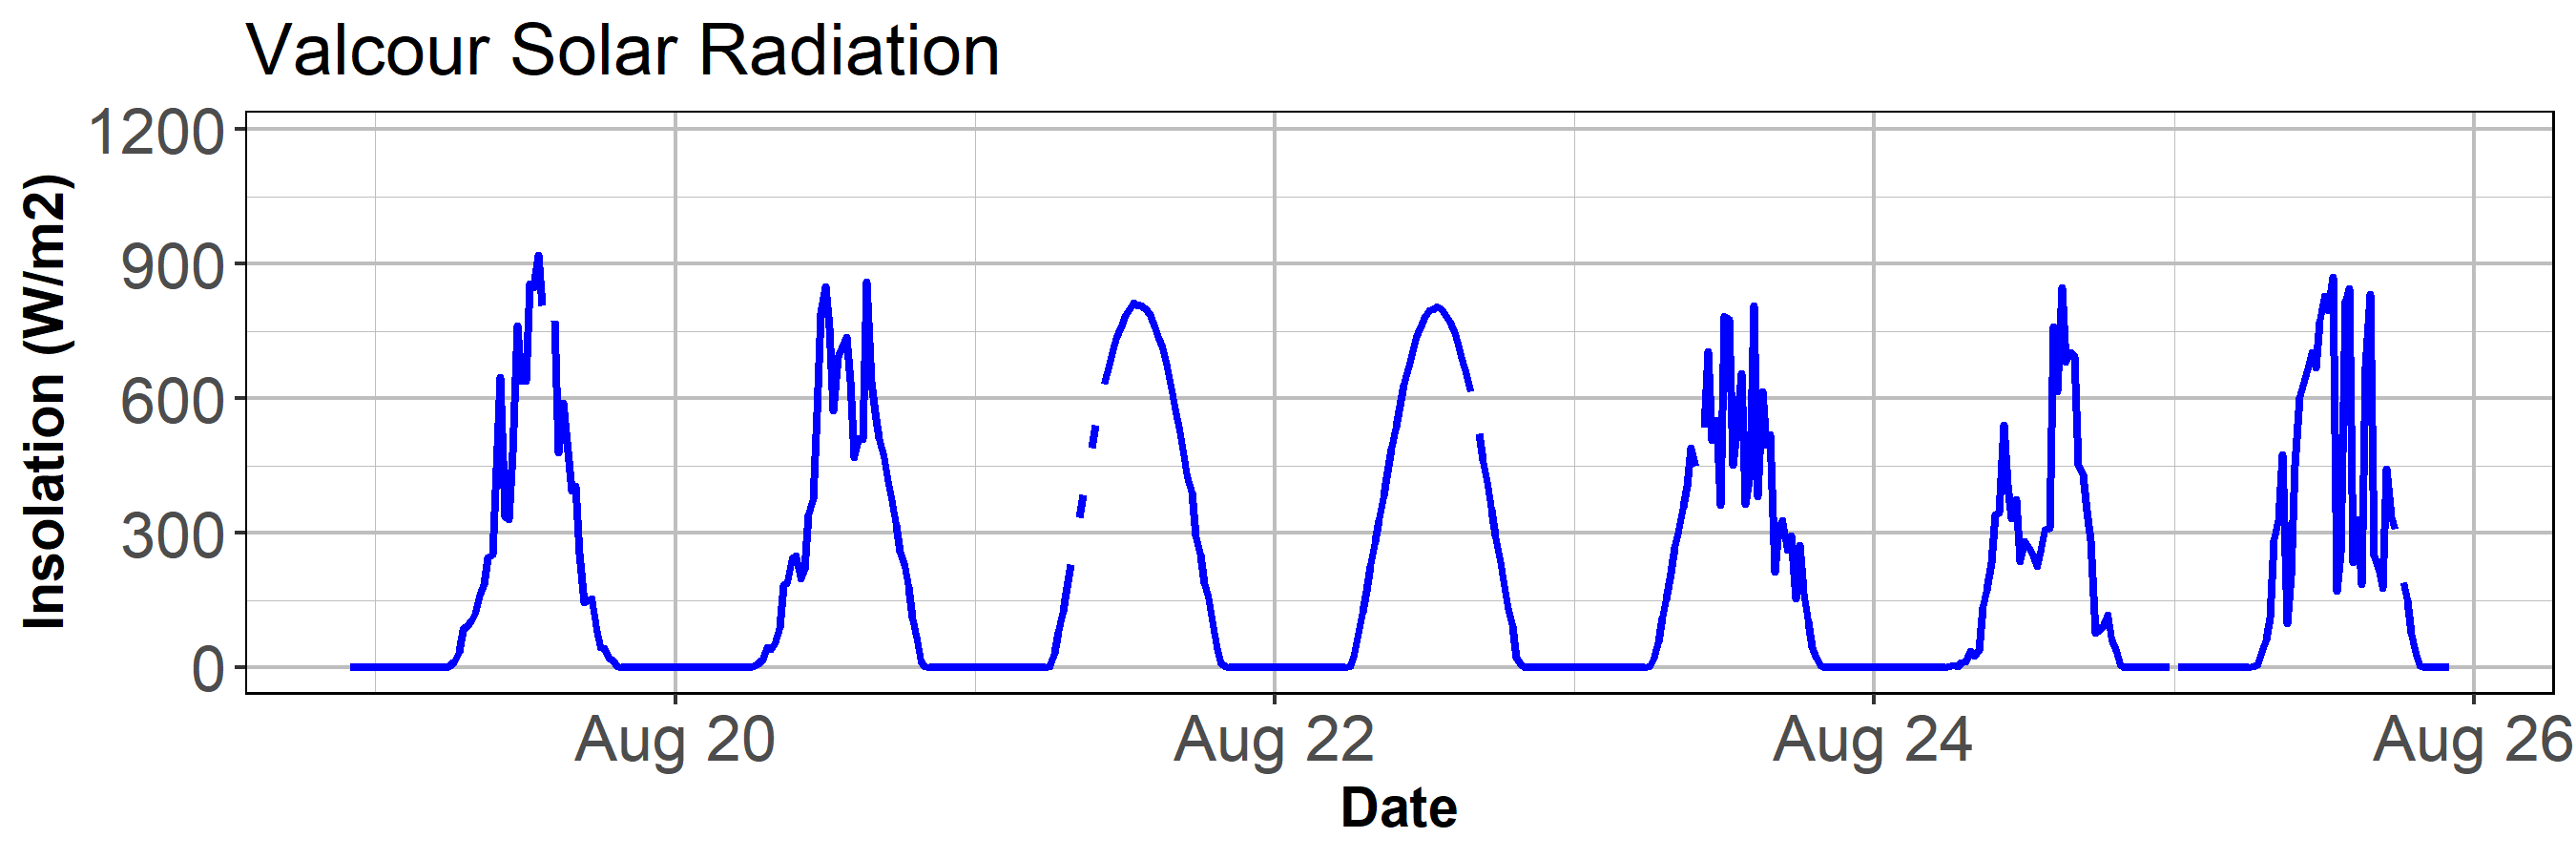 Valcour Solar Radiation
1200
900
600
300
0
Insolation (W/m2)
Aug 20
Aug 22
Aug 24
Aug 26
Date